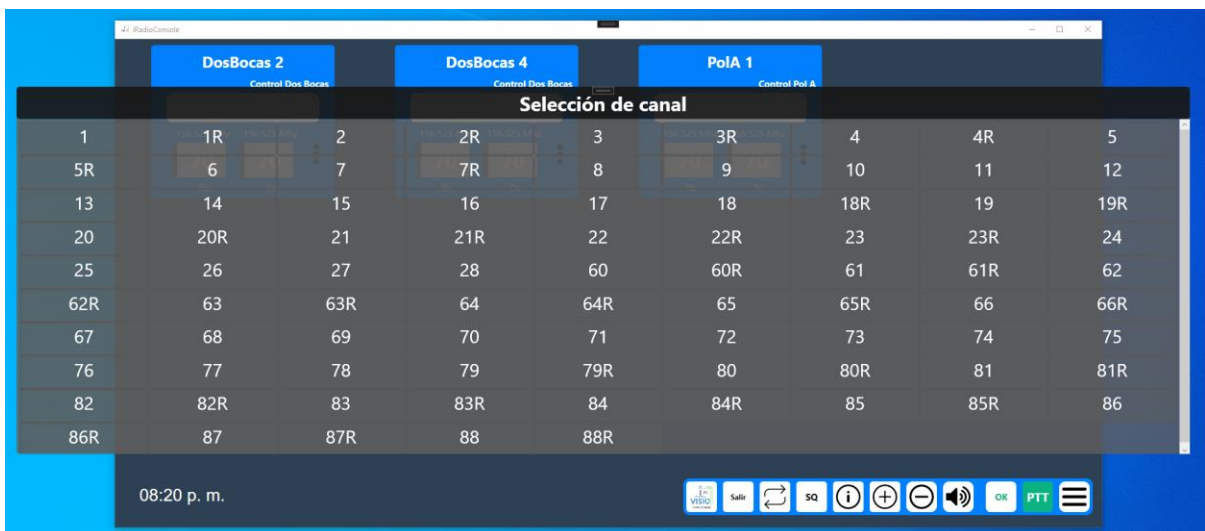 iRadioConsole
DosBocas 2 DosBocas 4 PolA 1
Control Dos Bocas Control Dos Bocas Control Pol A
Selección de canal
1 1R 2 2R 3 3R 4 4R 5
5R 6 7 7R 8 9 10 11 12
13 14 15 16 17 18 18R 19 19R
20 20R 21 21R 22 22R 23 23R 24
25 26 27 28 60 60R 61 61R 62
62R 63 63R 64 64R 65 65R 66 66R
67 68 69 70 71 72 73 74 75
76 77 78 79 79R 80 80R 81 81R
82 82R 83 83R 84 84R 85 85R 86
86R 87 87R 88 88R
08:20 p. m. VISIO Salir SQ OK PTT